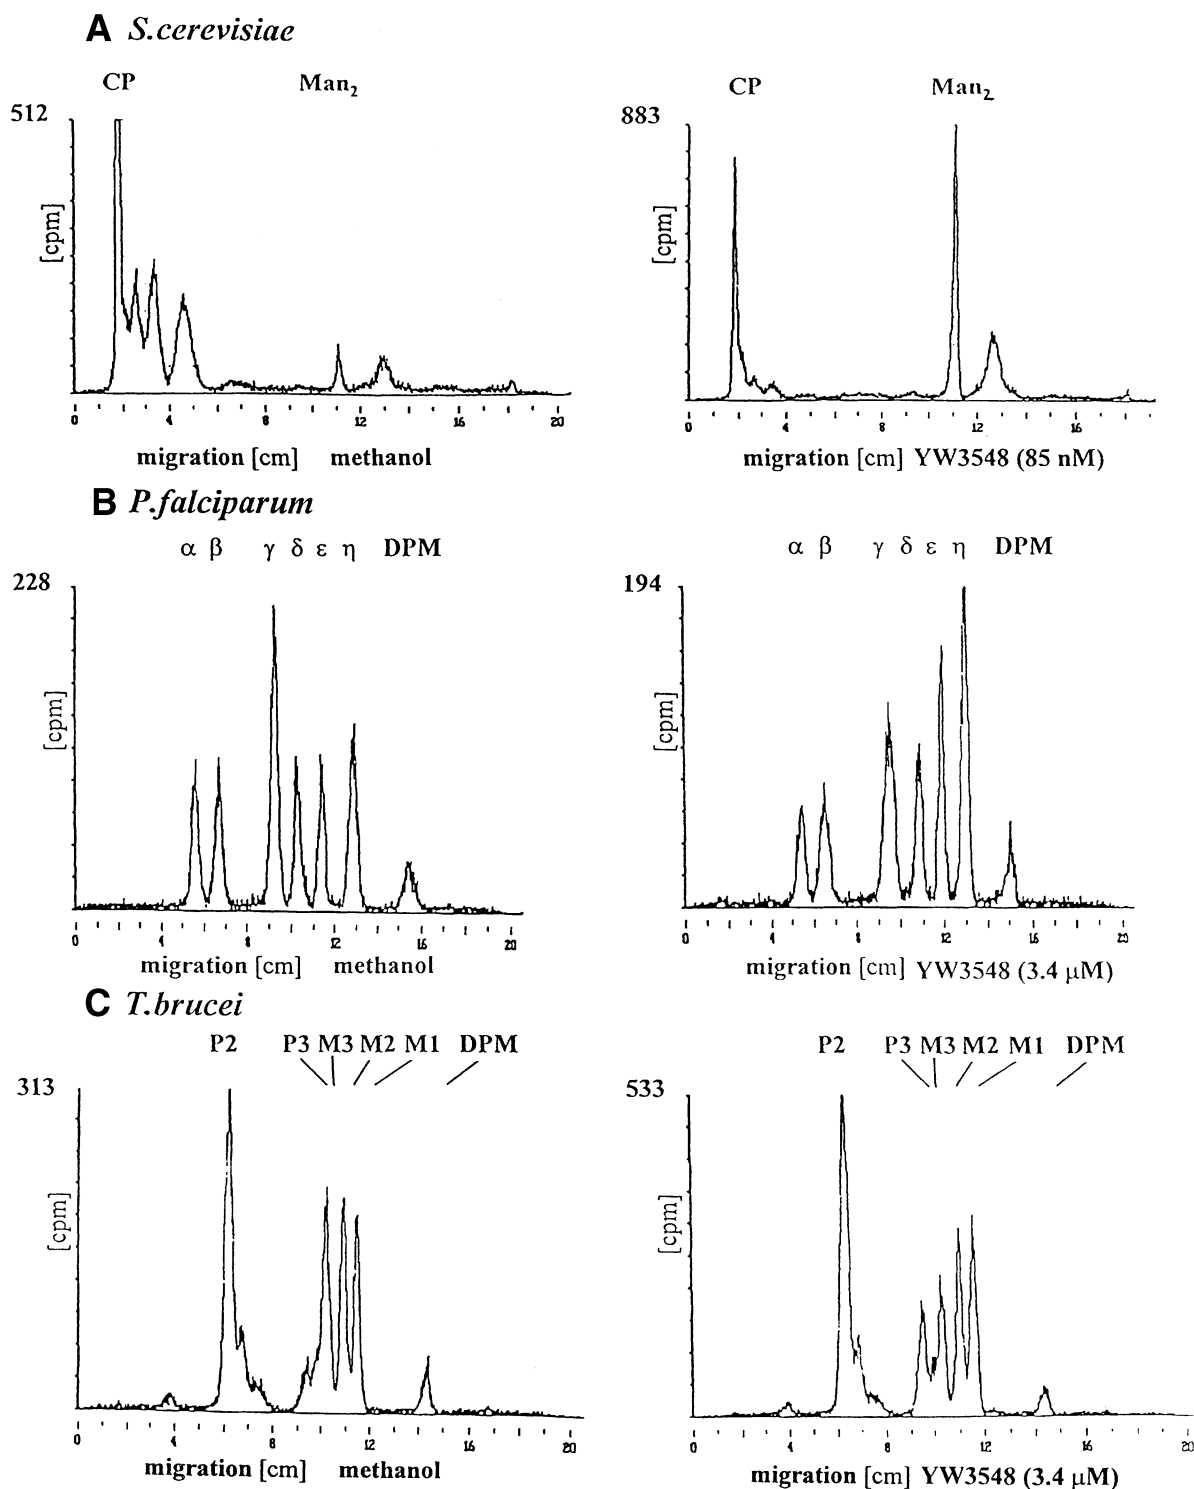 A S.cerevisiae
CP Man2
512
[cpm]
0 4 8 12 16 20
migration [cm] methanol
CP Man2
883
[cpm]
0 4 8 12 16
migration [cm] YW3548 (85 nM)
B P.falciparum
α β γ δ ε η DPM
228
[cpm]
0 4 8 12 16 20
migration [cm] methanol
α β γ δ ε η DPM
194
[cpm]
0 4 8 12 16 20
migration [cm] YW3548 (3.4 μM)
C T.brucei
P2 P3 M3 M2 M1 DPM
313
[cpm]
0 4 8 12 16 20
migration [cm] methanol
P2 P3 M3 M2 M1 DPM
533
[cpm]
0 4 8 12 16 20
migration [cm] YW3548 (3.4 μM)